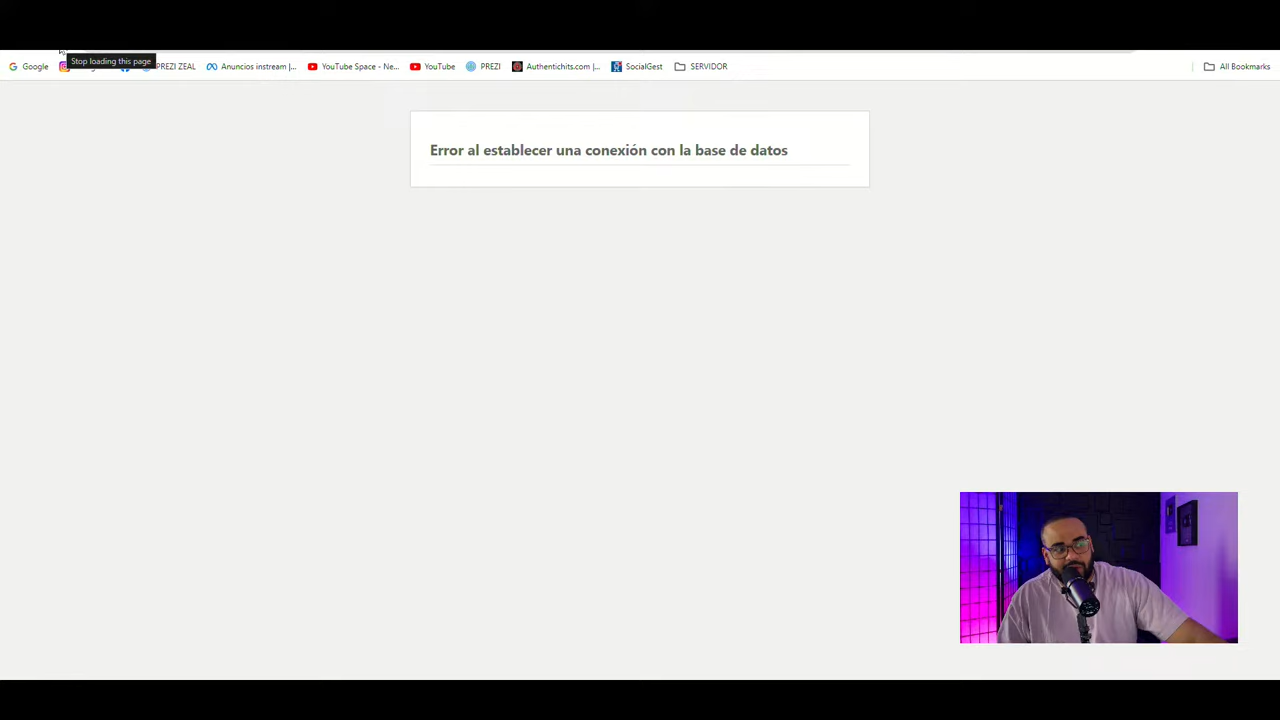 Stop loading this page
Google
PREZI ZEAL
Anuncios instream |...
YouTube Space - Ne...
YouTube
PREZI
Authentichits.com |...
SocialGest
SERVIDOR
All Bookmarks
Error al establecer una conexión con la base de datos